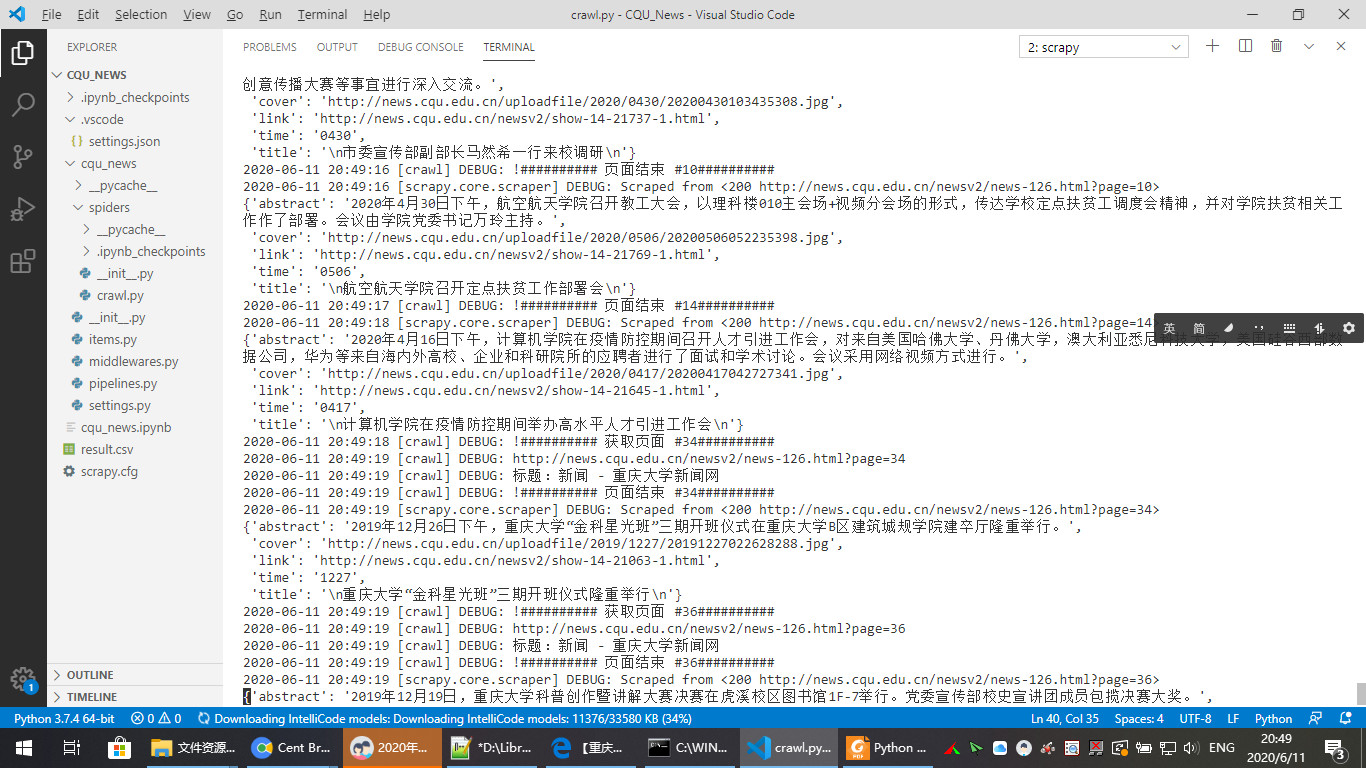 File Edit Selection View Go Run Terminal Help
crawl.py - CQU_News - Visual Studio Code
EXPLORER
CQU_NEWS
.ipynb_checkpoints
.vscode
settings.json
cqu_news
__pycache__
spiders
__pycache__
.ipynb_checkpoints
__init__.py
crawl.py
__init__.py
items.py
middlewares.py
pipelines.py
settings.py
cqu_news.ipynb
result.csv
scrapy.cfg
OUTLINE
TIMELINE
1
PROBLEMS OUTPUT DEBUG CONSOLE TERMINAL
2: scrapy
创意传播大赛等事宜进行深入交流。',
'cover': 'http://news.cqu.edu.cn/uploadfile/2020/0430/20200430103435308.jpg',
'link': 'http://news.cqu.edu.cn/newsv2/show-14-21737-1.html',
'time': '0430',
'title': '\n市委宣传部副部长马然希一行来校调研\n'}
2020-06-11 20:49:16 [crawl] DEBUG: !########## 页面结束 #10##########
2020-06-11 20:49:16 [scrapy.core.scraper] DEBUG: Scraped from <200 http://news.cqu.edu.cn/newsv2/news-126.html?page=10>
{'abstract': '2020年4月30日下午，航空航天学院召开教工大会，以理科楼010主会场+视频分会场的形式，传达学校定点扶贫工调度会精神，并对学院扶贫相关工
作作了部署。会议由学院党委书记万玲主持。',
'cover': 'http://news.cqu.edu.cn/uploadfile/2020/0506/20200506052235398.jpg',
'link': 'http://news.cqu.edu.cn/newsv2/show-14-21769-1.html',
'time': '0506',
'title': '\n航空航天学院召开定点扶贫工作部署会\n'}
2020-06-11 20:49:17 [crawl] DEBUG: !########## 页面结束 #14##########
2020-06-11 20:49:18 [scrapy.core.scraper] DEBUG: Scraped from <200 http://news.cqu.edu.cn/newsv2/news-126.html?page=14>
英 简
{'abstract': '2020年4月16日下午，计算机学院在疫情防控期间召开人才引进工作会，对来自美国哈佛大学、丹佛大学，澳大利亚悉尼科技大学，美国硅谷西部数
据公司，华为等来自海内外高校、企业和科研院所的应聘者进行了面试和学术讨论。会议采用网络视频方式进行。',
'cover': 'http://news.cqu.edu.cn/uploadfile/2020/0417/20200417042727341.jpg',
'link': 'http://news.cqu.edu.cn/newsv2/show-14-21645-1.html',
'time': '0417',
'title': '\n计算机学院在疫情防控期间举办高水平人才引进工作会\n'}
2020-06-11 20:49:18 [crawl] DEBUG: !########## 获取页面 #34##########
2020-06-11 20:49:19 [crawl] DEBUG: http://news.cqu.edu.cn/newsv2/news-126.html?page=34
2020-06-11 20:49:19 [crawl] DEBUG: 标题：新闻 - 重庆大学新闻网
2020-06-11 20:49:19 [crawl] DEBUG: !########## 页面结束 #34##########
2020-06-11 20:49:19 [scrapy.core.scraper] DEBUG: Scraped from <200 http://news.cqu.edu.cn/newsv2/news-126.html?page=34>
{'abstract': '2019年12月26日下午，重庆大学“金科星光班”三期开班仪式在重庆大学B区建筑城规学院建卒厅隆重举行。',
'cover': 'http://news.cqu.edu.cn/uploadfile/2019/1227/20191227022628288.jpg',
'link': 'http://news.cqu.edu.cn/newsv2/show-14-21063-1.html',
'time': '1227',
'title': '\n重庆大学“金科星光班”三期开班仪式隆重举行\n'}
2020-06-11 20:49:19 [crawl] DEBUG: !########## 获取页面 #36##########
2020-06-11 20:49:19 [crawl] DEBUG: http://news.cqu.edu.cn/newsv2/news-126.html?page=36
2020-06-11 20:49:19 [crawl] DEBUG: 标题：新闻 - 重庆大学新闻网
2020-06-11 20:49:19 [crawl] DEBUG: !########## 页面结束 #36##########
2020-06-11 20:49:19 [scrapy.core.scraper] DEBUG: Scraped from <200 http://news.cqu.edu.cn/newsv2/news-126.html?page=36>
{'abstract': '2019年12月19日，重庆大学科普创作暨讲解大赛决赛在虎溪校区图书馆1F-7举行。党委宣传部校史宣讲团成员包揽决赛大奖。',
Python 3.7.4 64-bit 0 0 Downloading IntelliCode models: Downloading IntelliCode models: 11376/33580 KB (34%) Ln 40, Col 35 Spaces: 4 UTF-8 LF Python
文件资源... Cent Br... 2020年... *D:\Libr... 【重庆... C:\WIN... crawl.py... Python ... ENG
20:49
2020/6/11
3